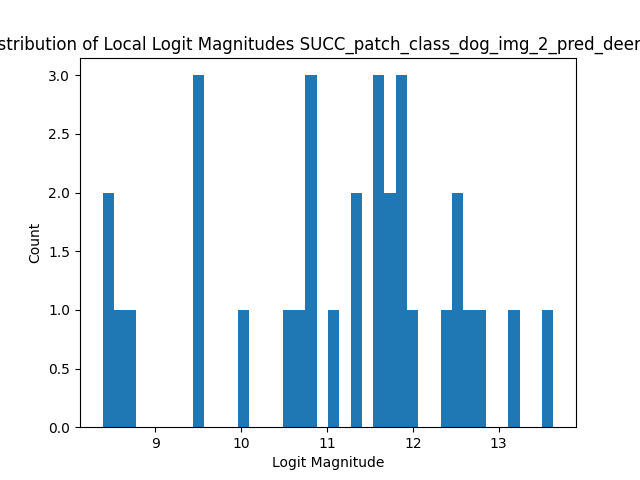 stribution of Local Logit Magnitudes SUCC_patch_class_dog_img_2_pred_deer
3.0
2.5
2.0
1.5
1.0
0.5
0.0
Count
9 10 11 12 13
Logit Magnitude